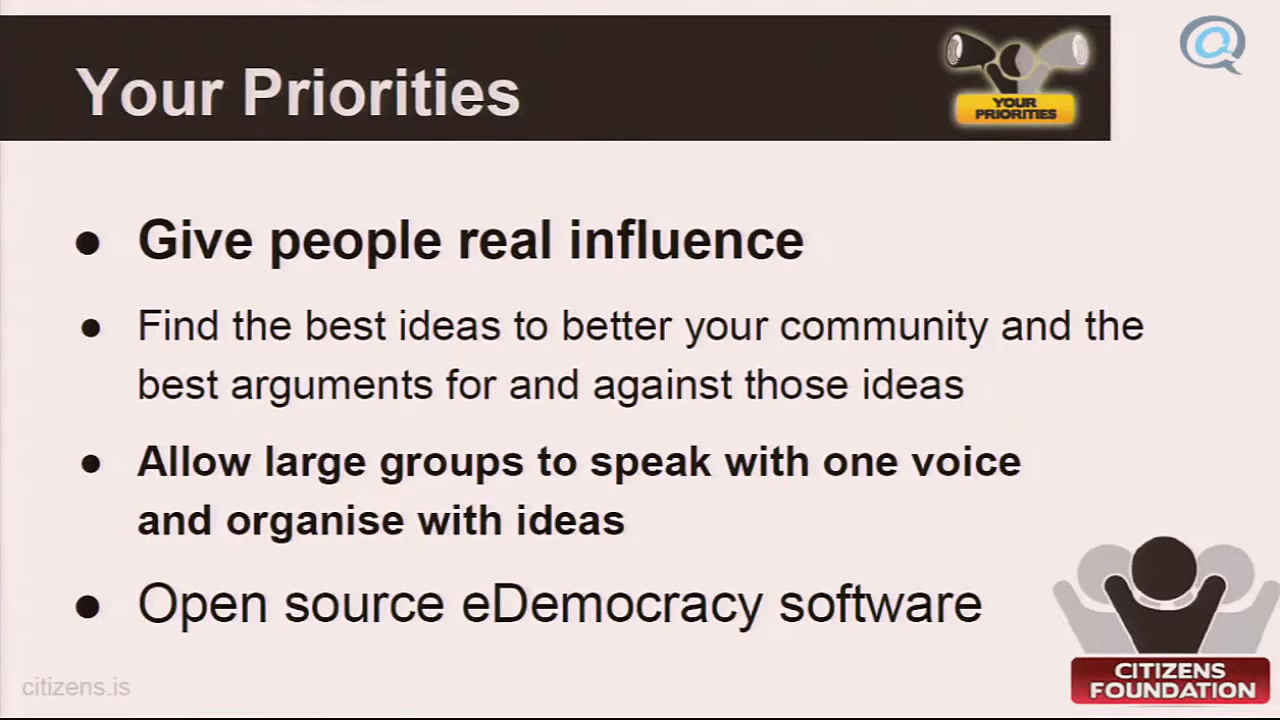 Your Priorities
YOUR
PRIORITIES
● Give people real influence
● Find the best ideas to better your community and the
best arguments for and against those ideas
● Allow large groups to speak with one voice
and organise with ideas
● Open source eDemocracy software
citizens.is
CITIZENS
FOUNDATION